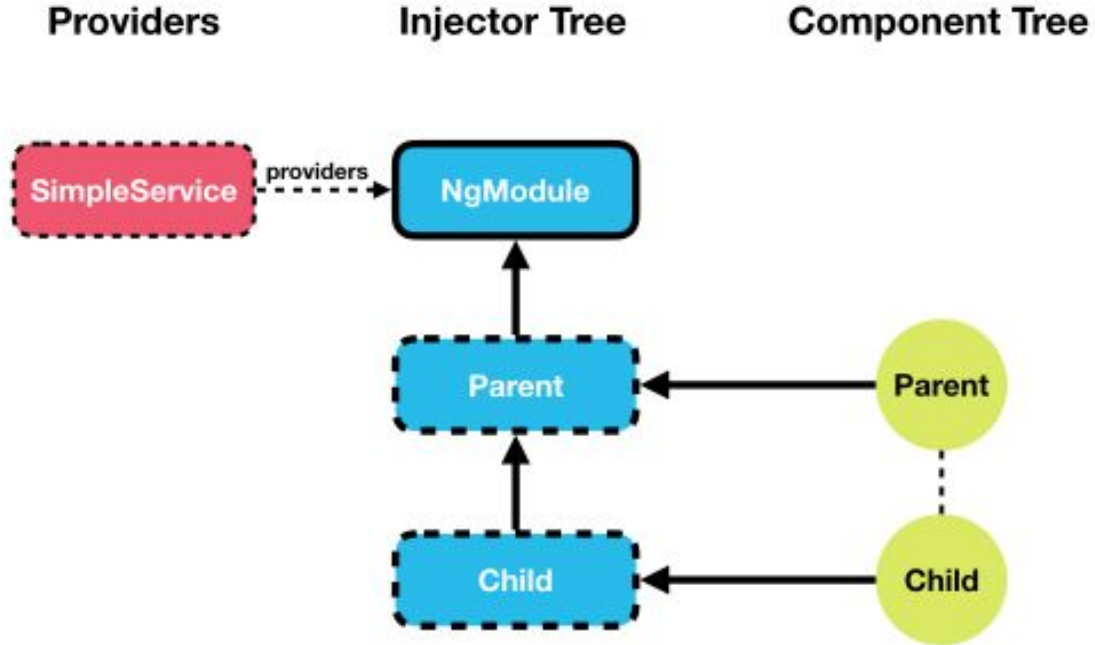 Providers
Injector Tree
Component Tree
SimpleService
providers
NgModule
Parent
Parent
Child
Child